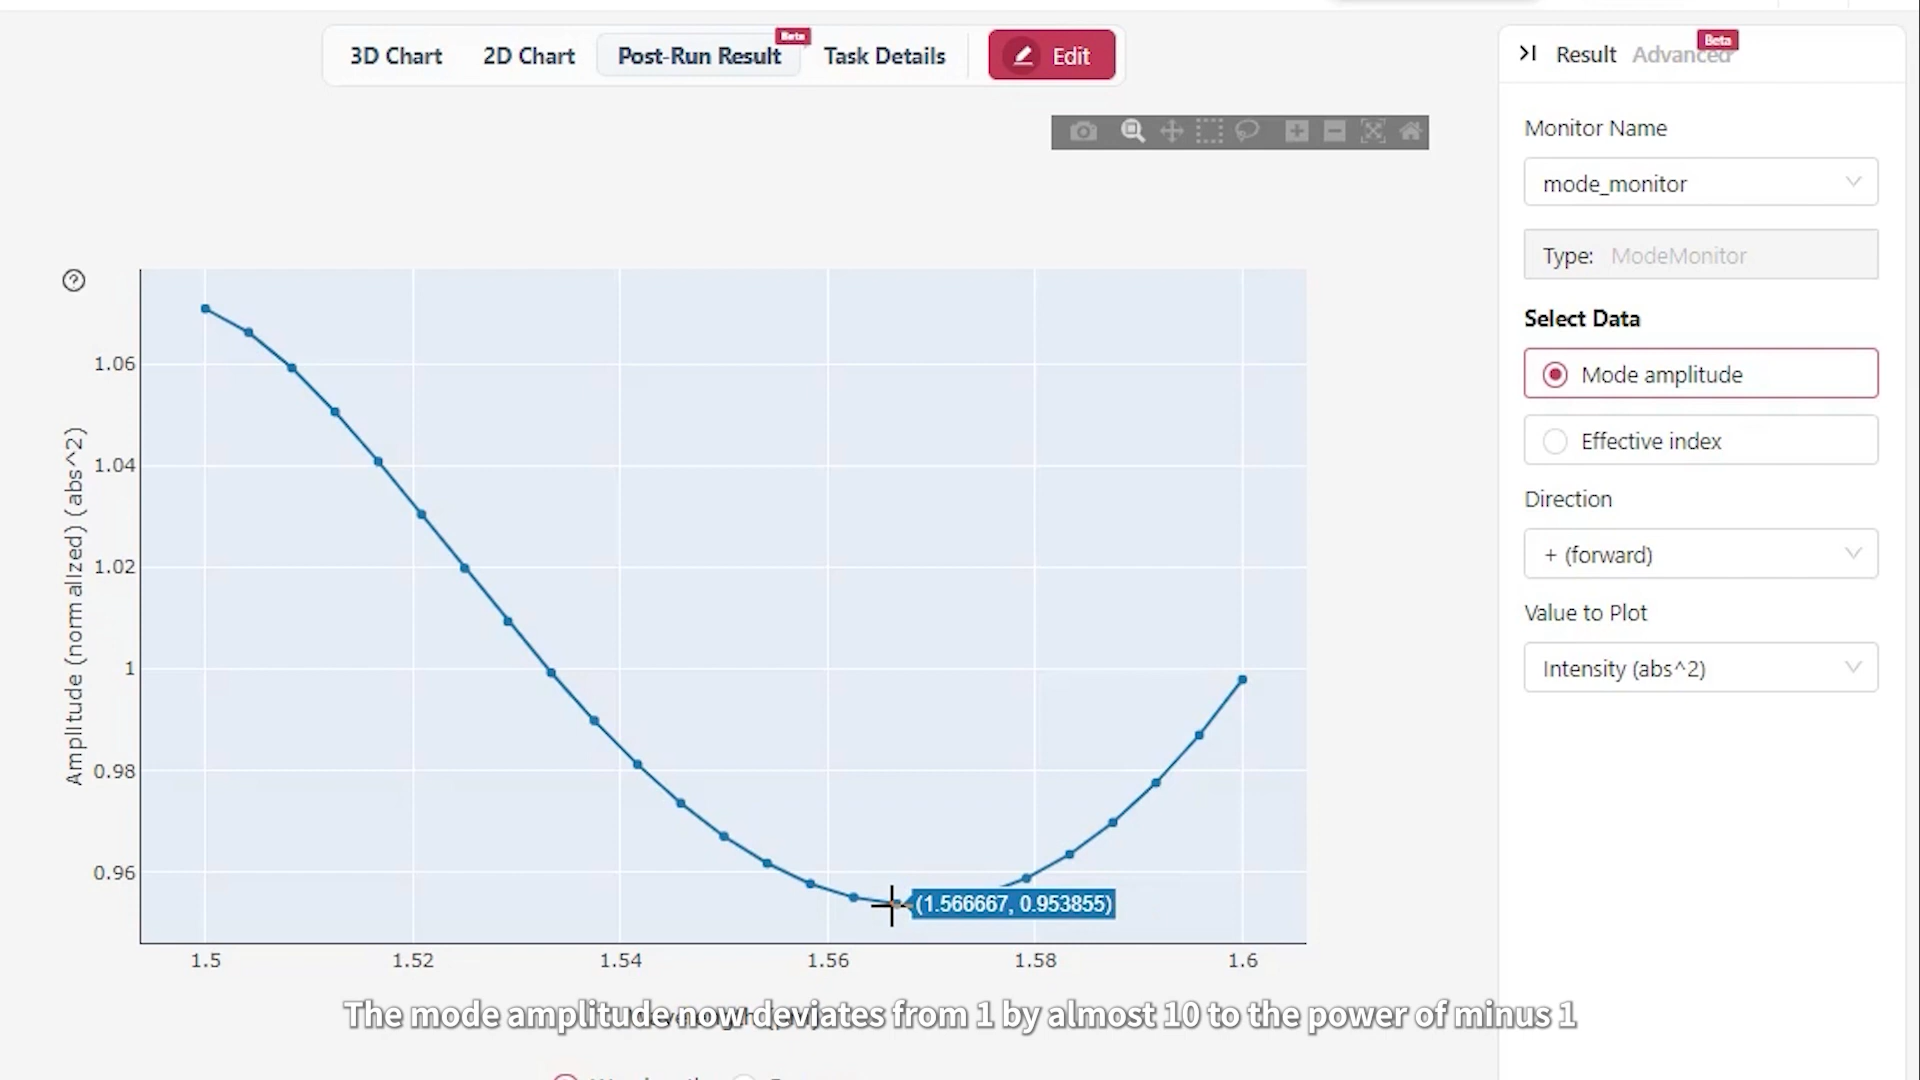 3D Chart
2D Chart
Post-Run Result
Beta
Task Details
Edit
Result
Advanced
Beta
Monitor Name
mode_monitor
Type: ModeMonitor
Select Data
Mode amplitude
Effective index
Direction
+ (forward)
Value to Plot
Intensity (abs^2)
Amplitude (normalized) (abs^2)
1.06
1.04
1.02
1
0.98
0.96
(1.566667, 0.953855)
1.5
1.52
1.54
1.56
1.58
1.6
The mode amplitude now deviates from 1 by almost 10 to the power of minus 1